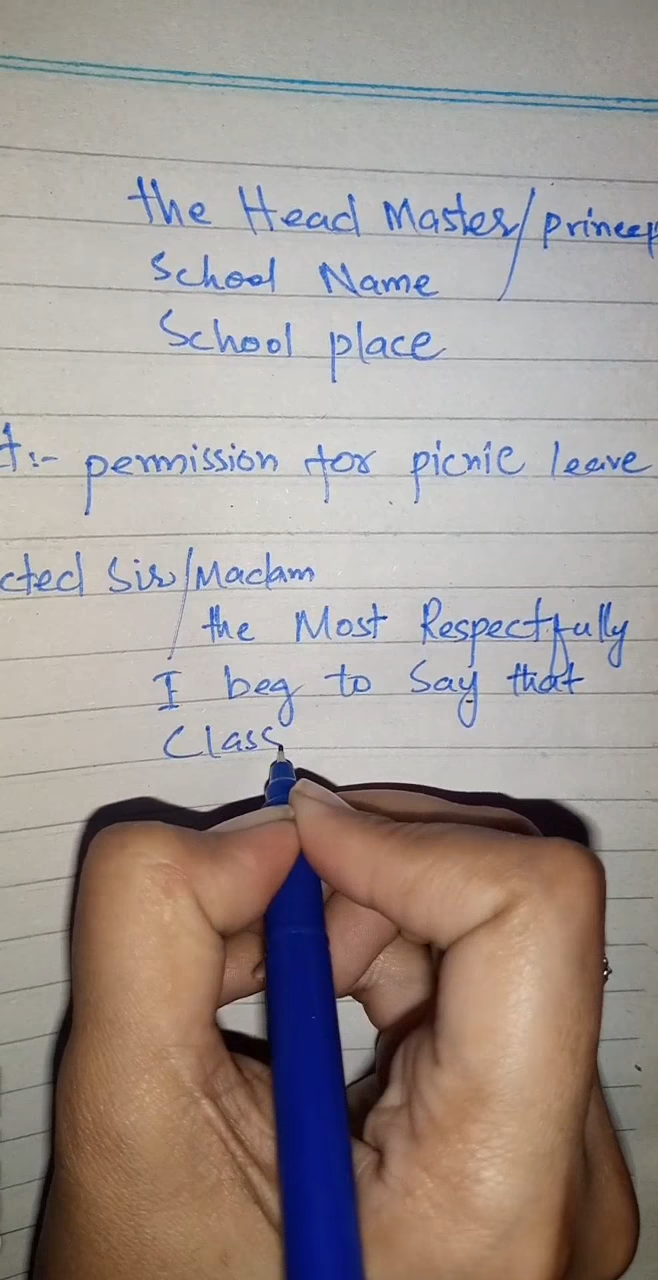 the Head Master/princep
School Name
School place
t:- permission for picnic leave
cted Sir/Madam
the Most Respectfully
I beg to Say that
Class